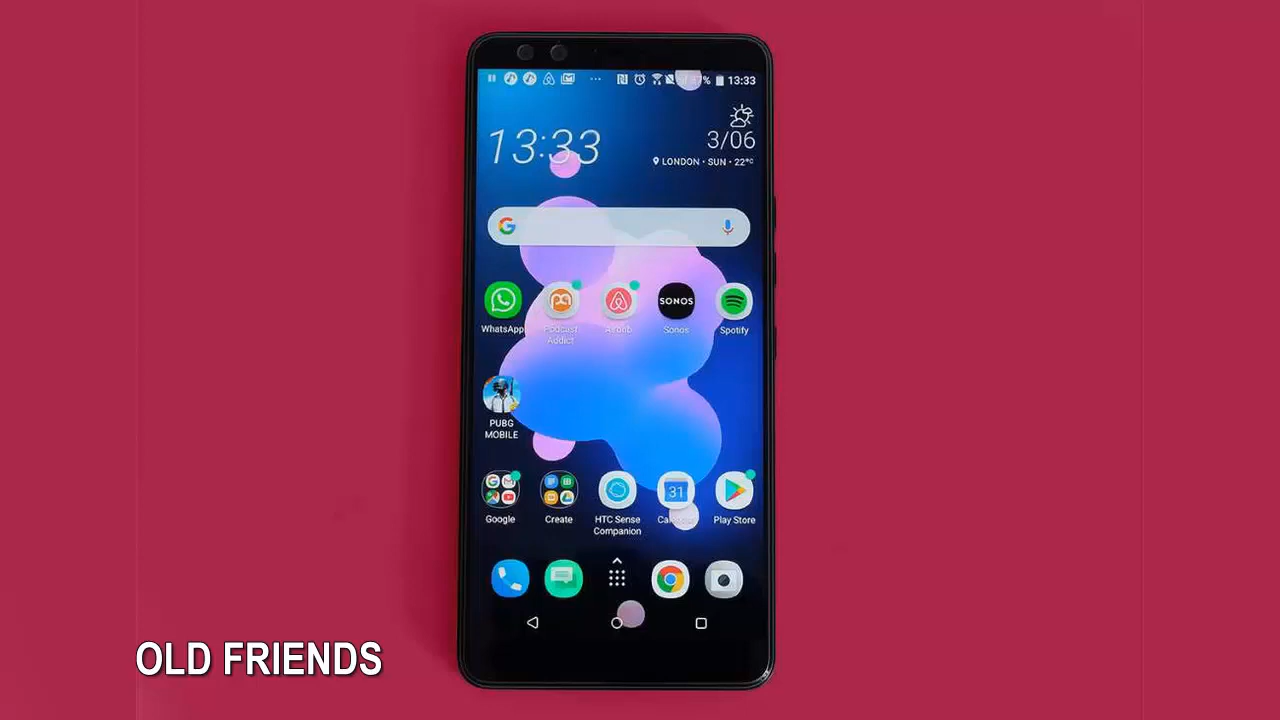 13:33
13:33
3/06
LONDON • SUN • 22°C
WhatsApp
Podcast Addict
Airbnb
SONOS
Sonos
Spotify
PUBG MOBILE
Google
Create
HTC Sense Companion
31
Calendar
Play Store
OLD FRIENDS